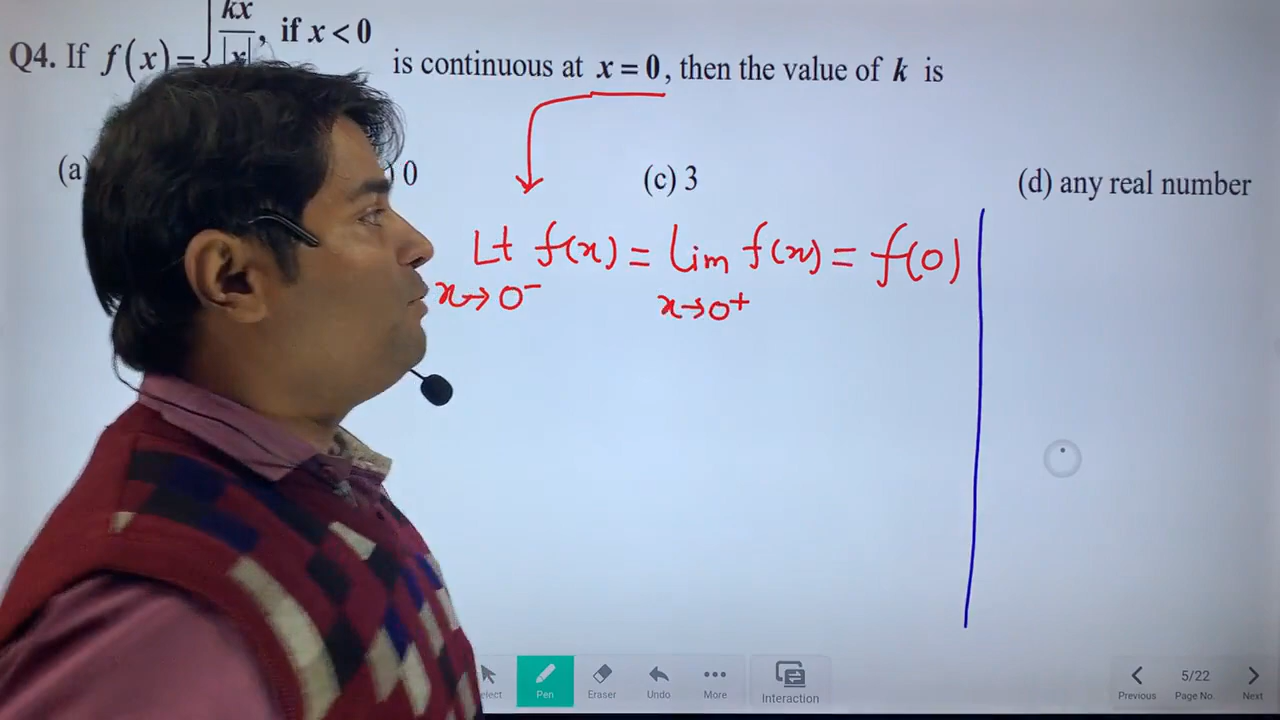 Q4. If f(x) = { kx/|x|, if x < 0
is continuous at x = 0, then the value of k is
(a)
) 0
(c) 3
(d) any real number
Lt f(x) = lim f(x) = f(0)
x→0⁻ x→0⁺
Select Pen Eraser Undo More Interaction
Previous 5/22 Page No. Next